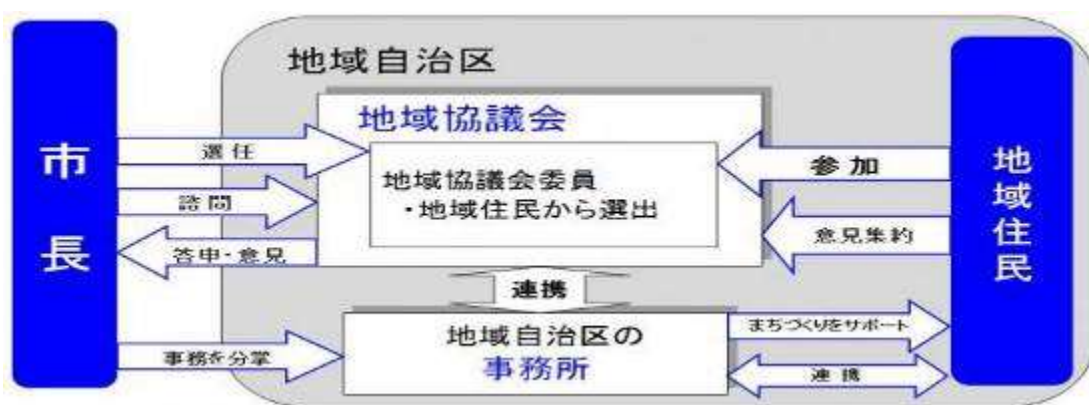 地域自治区
市長
地域協議会
選任
地域協議会委員
・地域住民から選出
参加
地域住民
諮問
意見集約
答申・意見
連携
地域自治区の
事務所
まちづくりをサポート
事務を分掌
連携